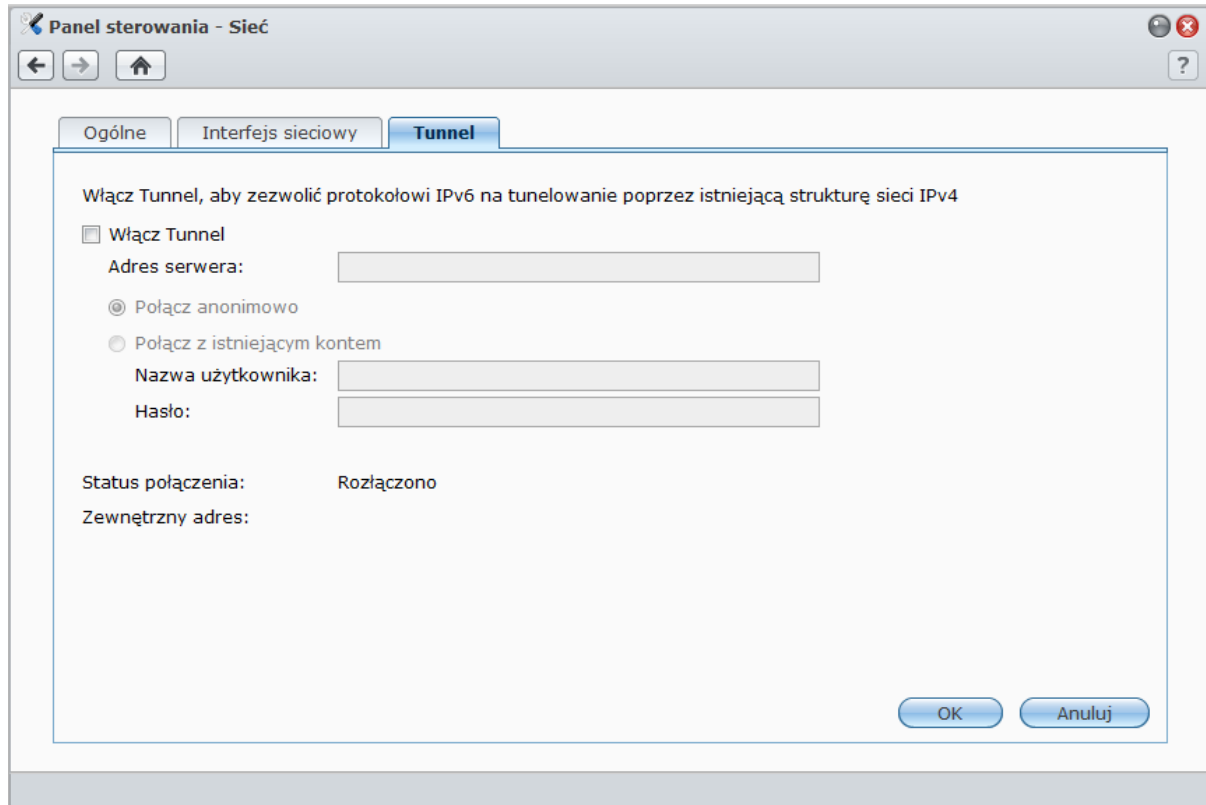 Panel sterowania - Sieć
?
Ogólne Interfejs sieciowy Tunnel
Włącz Tunnel, aby zezwolić protokołowi IPv6 na tunelowanie poprzez istniejącą strukturę sieci IPv4
Włącz Tunnel
Adres serwera:
Połącz anonimowo
Połącz z istniejącym kontem
Nazwa użytkownika:
Hasło:
Status połączenia: Rozłączono
Zewnętrzny adres:
OK Anuluj